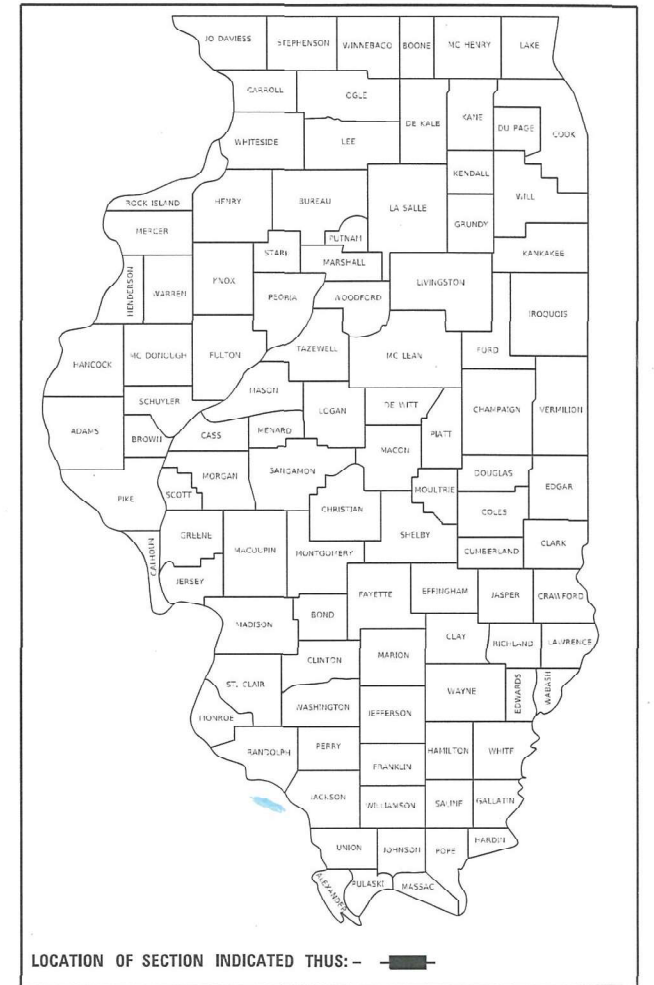 JO DAVIESS STEPHENSON WINNEBAGO BOONE MC HENRY LAKE
CARROLL OGLE DE KALB KANE DU PAGE COOK
WHITESIDE LEE
KENDALL WILL
ROCK ISLAND HENRY BUREAU LA SALLE GRUNDY
MERCER PUTNAM
STARK MARSHALL KANKAKEE
HENDERSON WARREN KNOX PEORIA WOODFORD LIVINGSTON IROQUOIS
HANCOCK MC DONOUGH FULTON TAZEWELL MC LEAN FORD
SCHUYLER MASON LOGAN DE WITT CHAMPAIGN VERMILION
ADAMS BROWN CASS MENARD MACON PIATT
PIKE SCOTT MORGAN SANGAMON CHRISTIAN MOULTRIE DOUGLAS EDGAR
COLES
CALHOUN GREENE MACOUPIN MONTGOMERY SHELBY CUMBERLAND CLARK
JERSEY FAYETTE EFFINGHAM JASPER CRAWFORD
MADISON BOND
CLAY RICHLAND LAWRENCE
CLINTON MARION
ST. CLAIR WAYNE EDWARDS WABASH
MONROE WASHINGTON JEFFERSON
RANDOLPH PERRY HAMILTON WHITE
FRANKLIN
JACKSON WILLIAMSON SALINE GALLATIN
UNION JOHNSON POPE HARDIN
ALEXANDER PULASKI MASSAC
LOCATION OF SECTION INDICATED THUS: –